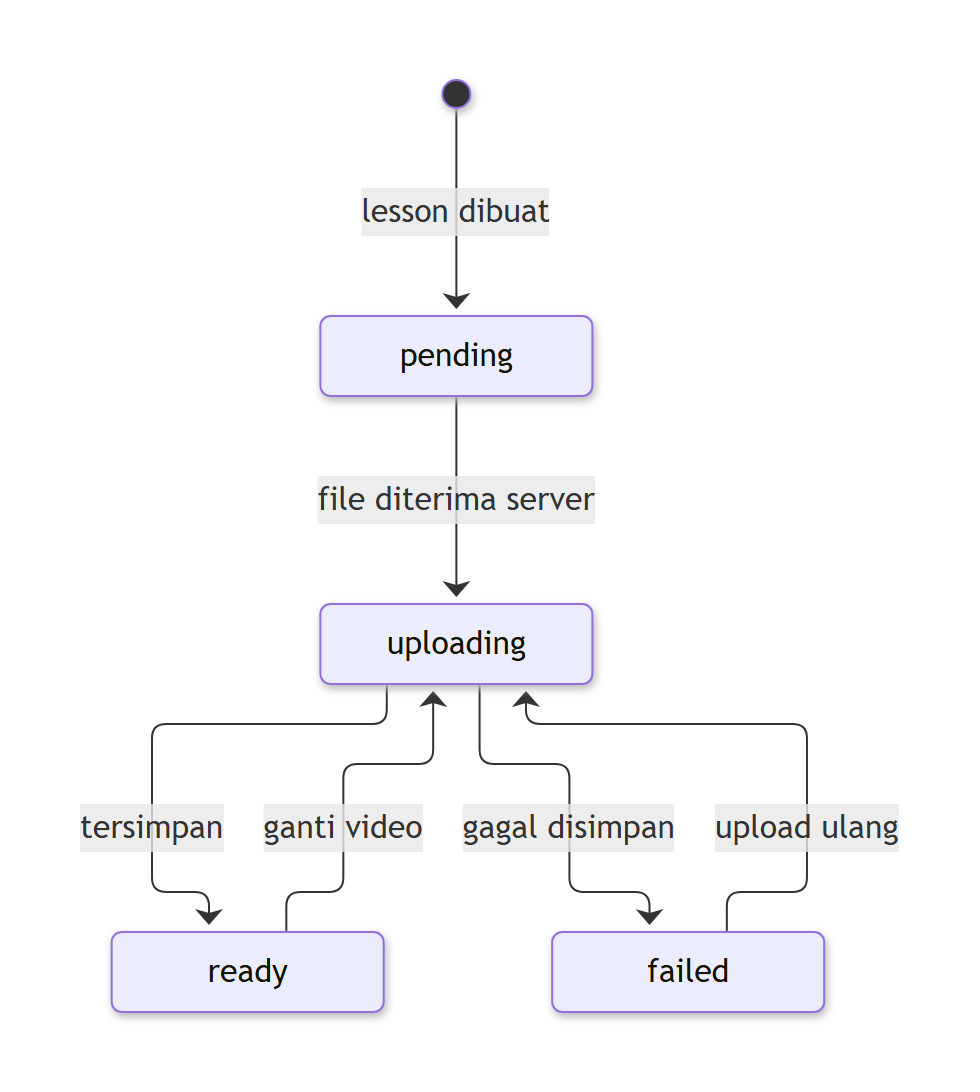 lesson dibuat
pending
file diterima server
uploading
tersimpan
ganti video
gagal disimpan
upload ulang
ready
failed